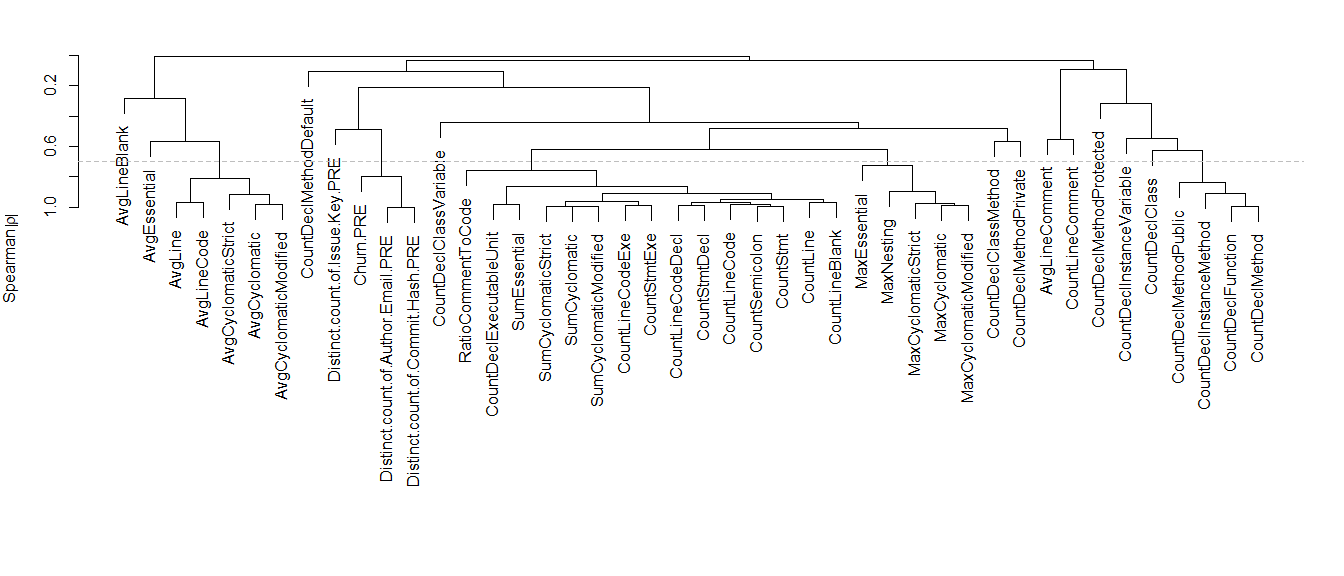 Spearman|ρ|
0.2
0.6
1.0
AvgLineBlank
AvgEssential
AvgLine
AvgLineCode
AvgCyclomaticStrict
AvgCyclomatic
AvgCyclomaticModified
CountDeclMethodDefault
Distinct.count.of.Issue.Key.PRE
Churn.PRE
Distinct.count.of.Author.Email.PRE
Distinct.count.of.Commit.Hash.PRE
CountDeclClassVariable
RatioCommentToCode
CountDeclExecutableUnit
SumEssential
SumCyclomaticStrict
SumCyclomatic
SumCyclomaticModified
CountLineCodeExe
CountStmtExe
CountLineCodeDecl
CountStmtDecl
CountLineCode
CountSemicolon
CountStmt
CountLine
CountLineBlank
MaxEssential
MaxNesting
MaxCyclomaticStrict
MaxCyclomatic
MaxCyclomaticModified
CountDeclClassMethod
CountDeclMethodPrivate
AvgLineComment
CountLineComment
CountDeclMethodProtected
CountDeclInstanceVariable
CountDeclClass
CountDeclMethodPublic
CountDeclInstanceMethod
CountDeclFunction
CountDeclMethod